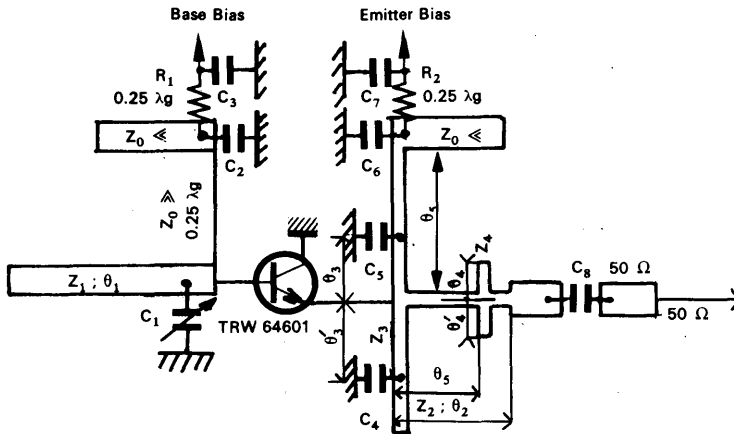 Base Bias
Emitter Bias
R1
0.25 λg
C3
C7
R2
0.25 λg
Z0 ≪
C2
C6
Z0 ≪
Z0 ≫
0.25 λg
θ5
Z1 ; θ1
C1
TRW 64601
C5
θ3
θ'3
Z3
C4
Z4
θ4
θ'4
C8
50 Ω
50 Ω
θ5
Z2 ; θ2